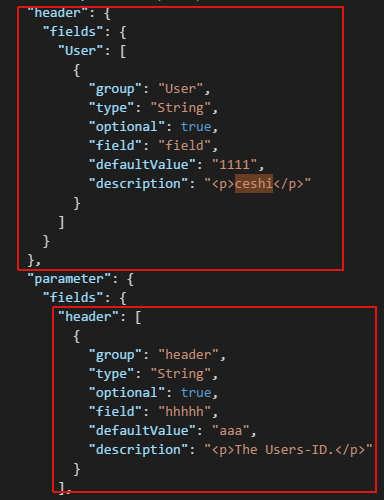 "header": {
"fields": {
"User": [
{
"group": "User",
"type": "String",
"optional": true,
"field": "field",
"defaultValue": "1111",
"description": "<p>ceshi</p>"
}
]
}
},
"parameter": {
"fields": {
"header": [
{
"group": "header",
"type": "String",
"optional": true,
"field": "hhhhh",
"defaultValue": "aaa",
"description": "<p>The Users-ID.</p>"
}
],